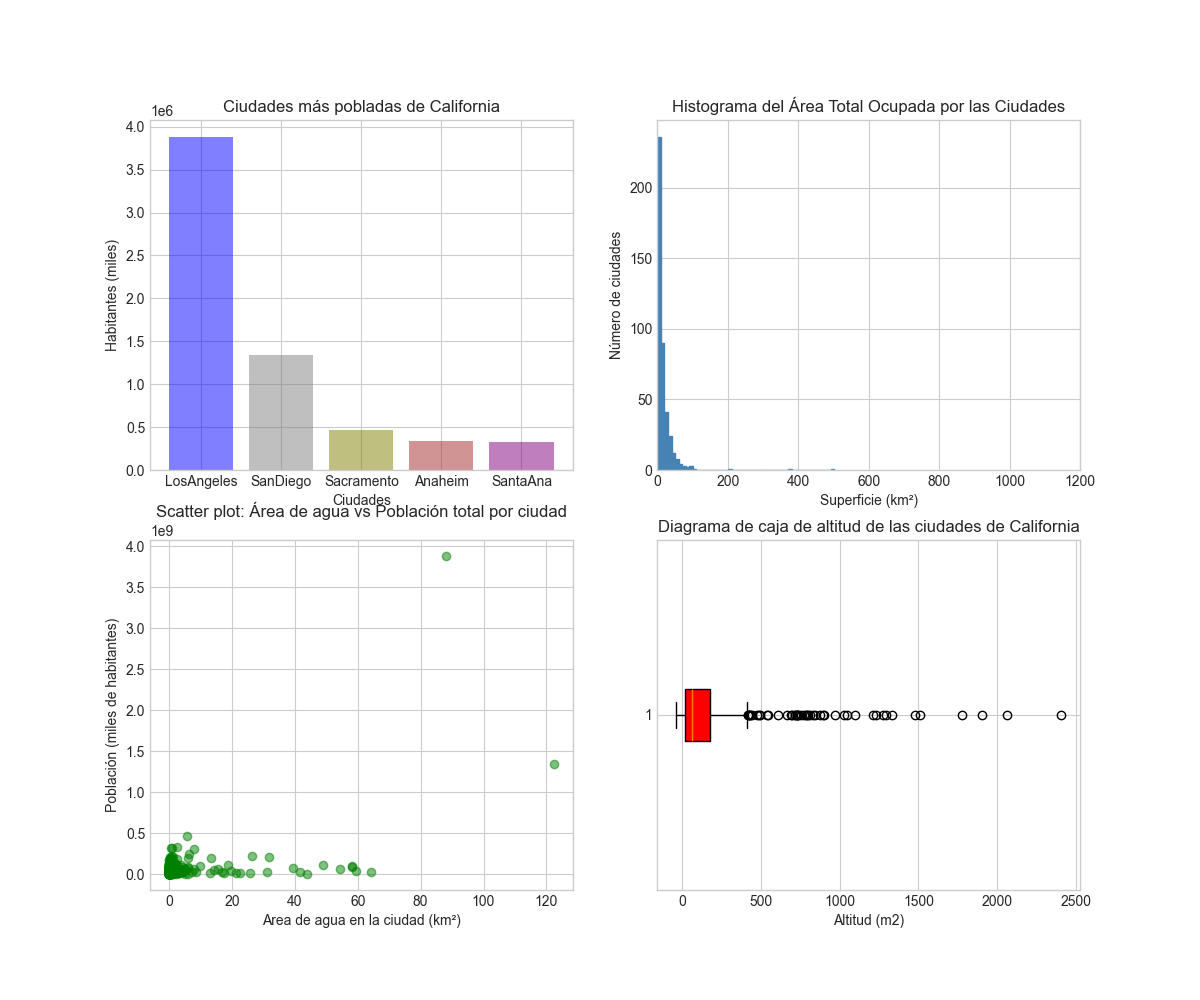 Ciudades más pobladas de California
1e6
4.0
3.5
3.0
2.5
2.0
1.5
1.0
0.5
0.0
Habitantes (miles)
LosAngeles SanDiego Sacramento Anaheim SantaAna
Ciudades
Histograma del Área Total Ocupada por las Ciudades
200
150
100
50
0
Número de ciudades
0 200 400 600 800 1000 1200
Superficie (km²)
Scatter plot: Área de agua vs Población total por ciudad
1e9
4.0
3.5
3.0
2.5
2.0
1.5
1.0
0.5
0.0
Población (miles de habitantes)
0 20 40 60 80 100 120
Area de agua en la ciudad (km²)
Diagrama de caja de altitud de las ciudades de California
1
0 500 1000 1500 2000 2500
Altitud (m2)